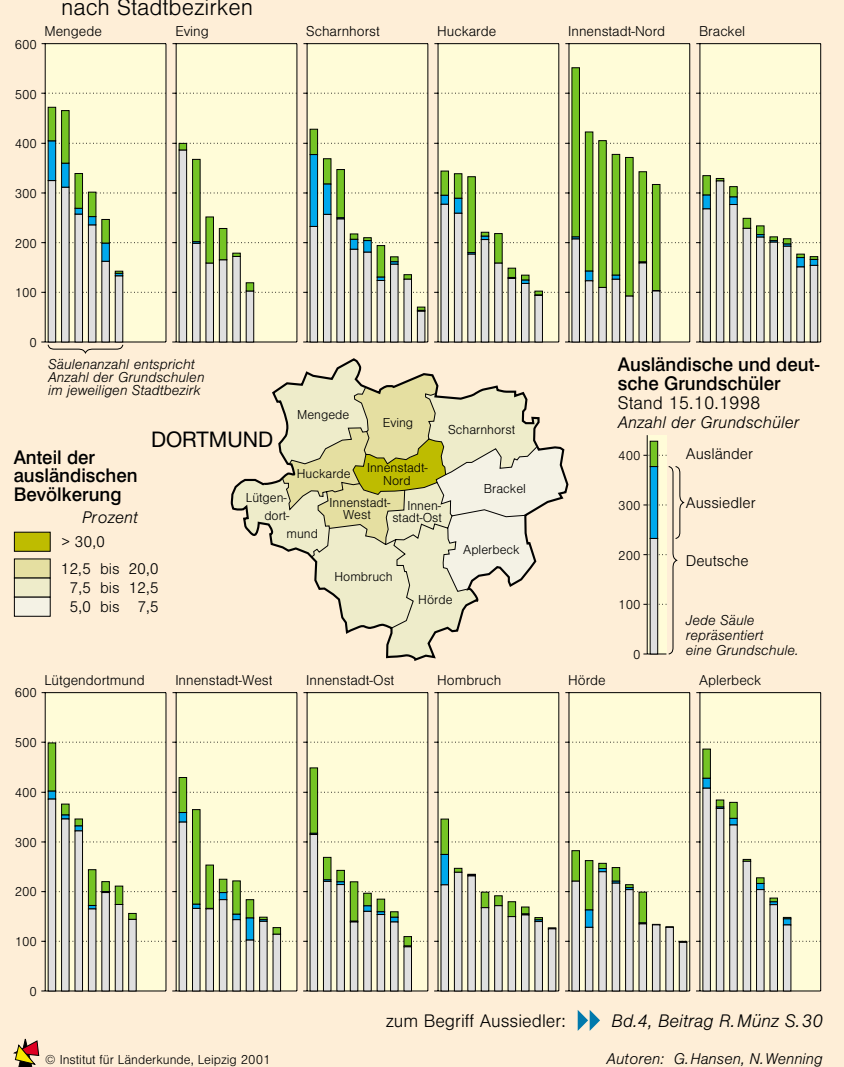 nach Stadtbezirken
Mengede
Eving
Scharnhorst
Huckarde
Innenstadt-Nord
Brackel
600
500
400
300
200
100
0
Säulenanzahl entspricht
Anzahl der Grundschulen
im jeweiligen Stadtbezirk
DORTMUND
Mengede
Eving
Scharnhorst
Huckarde
Innenstadt-
Nord
Brackel
Lütgen-
dort-
mund
Innenstadt-
West
Innen-
stadt-Ost
Aplerbeck
Hombruch
Hörde
Anteil der
ausländischen
Bevölkerung
Prozent
> 30,0
12,5 bis 20,0
7,5 bis 12,5
5,0 bis 7,5
Ausländische und deut-
sche Grundschüler
Stand 15.10.1998
Anzahl der Grundschüler
400
300
200
100
0
Ausländer
Aussiedler
Deutsche
Jede Säule
repräsentiert
eine Grundschule.
Lütgendortmund
Innenstadt-West
Innenstadt-Ost
Hombruch
Hörde
Aplerbeck
600
500
400
300
200
100
0
zum Begriff Aussiedler: Bd.4, Beitrag R.Münz S.30
© Institut für Länderkunde, Leipzig 2001
Autoren: G.Hansen, N.Wenning